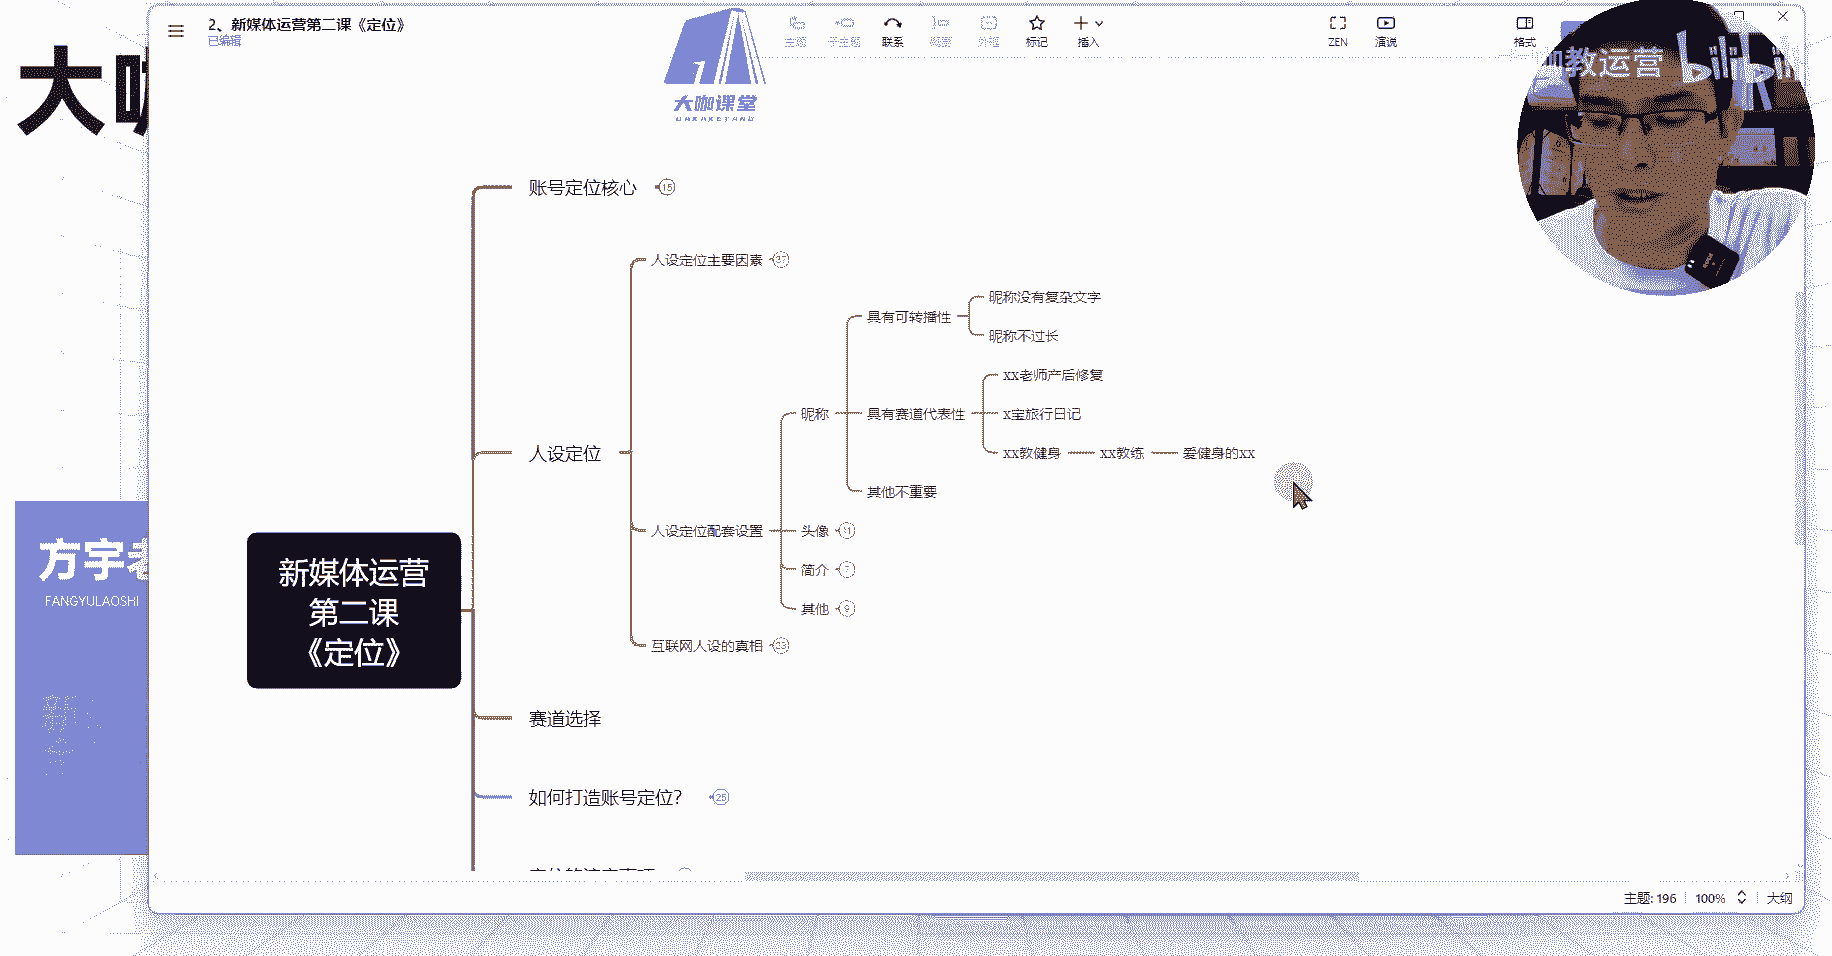 大咖
2、新媒体运营第二课《定位》
已编辑
1
大咖课堂
DAKAKETANG
主题
子主题
联系
概要
外框
标记
插入
ZEN
演说
格式
咖教运营
bilibili
账号定位核心
15
人设定位主要因素
37
昵称没有复杂文字
具有可转播性
昵称不过长
xx老师产后修复
昵称
具有赛道代表性
x宝旅行日记
人设定位
xx教健身
xx教练
爱健身的xx
其他不重要
人设定位配套设置
头像
11
方宇老
FANGYULAOSHI
新媒体运营
第二课
《定位》
简介
7
其他
9
互联网人设的真相
33
赛道选择
如何打造账号定位?
25
主题: 196
100%
大纲